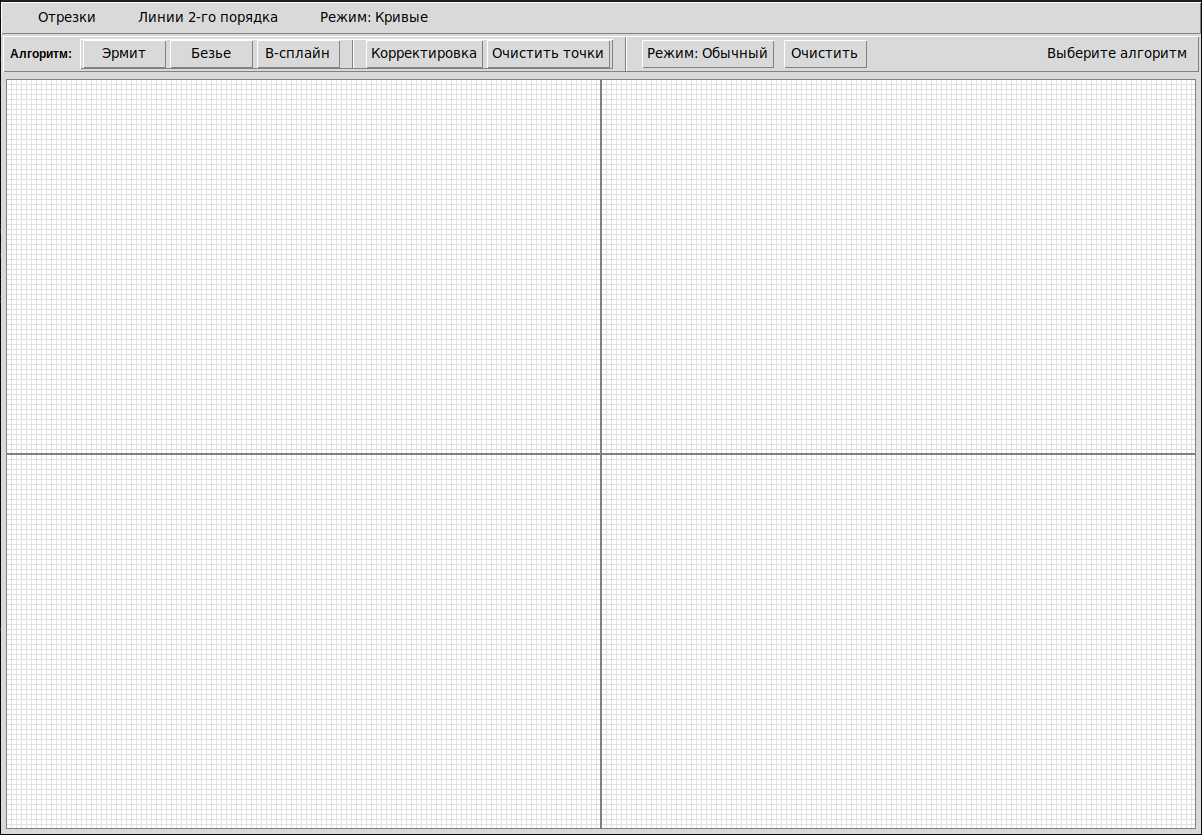 Отрезки Линии 2-го порядка Режим: Кривые
Алгоритм: Эрмит Безье B-сплайн Корректировка Очистить точки Режим: Обычный Очистить Выберите алгоритм